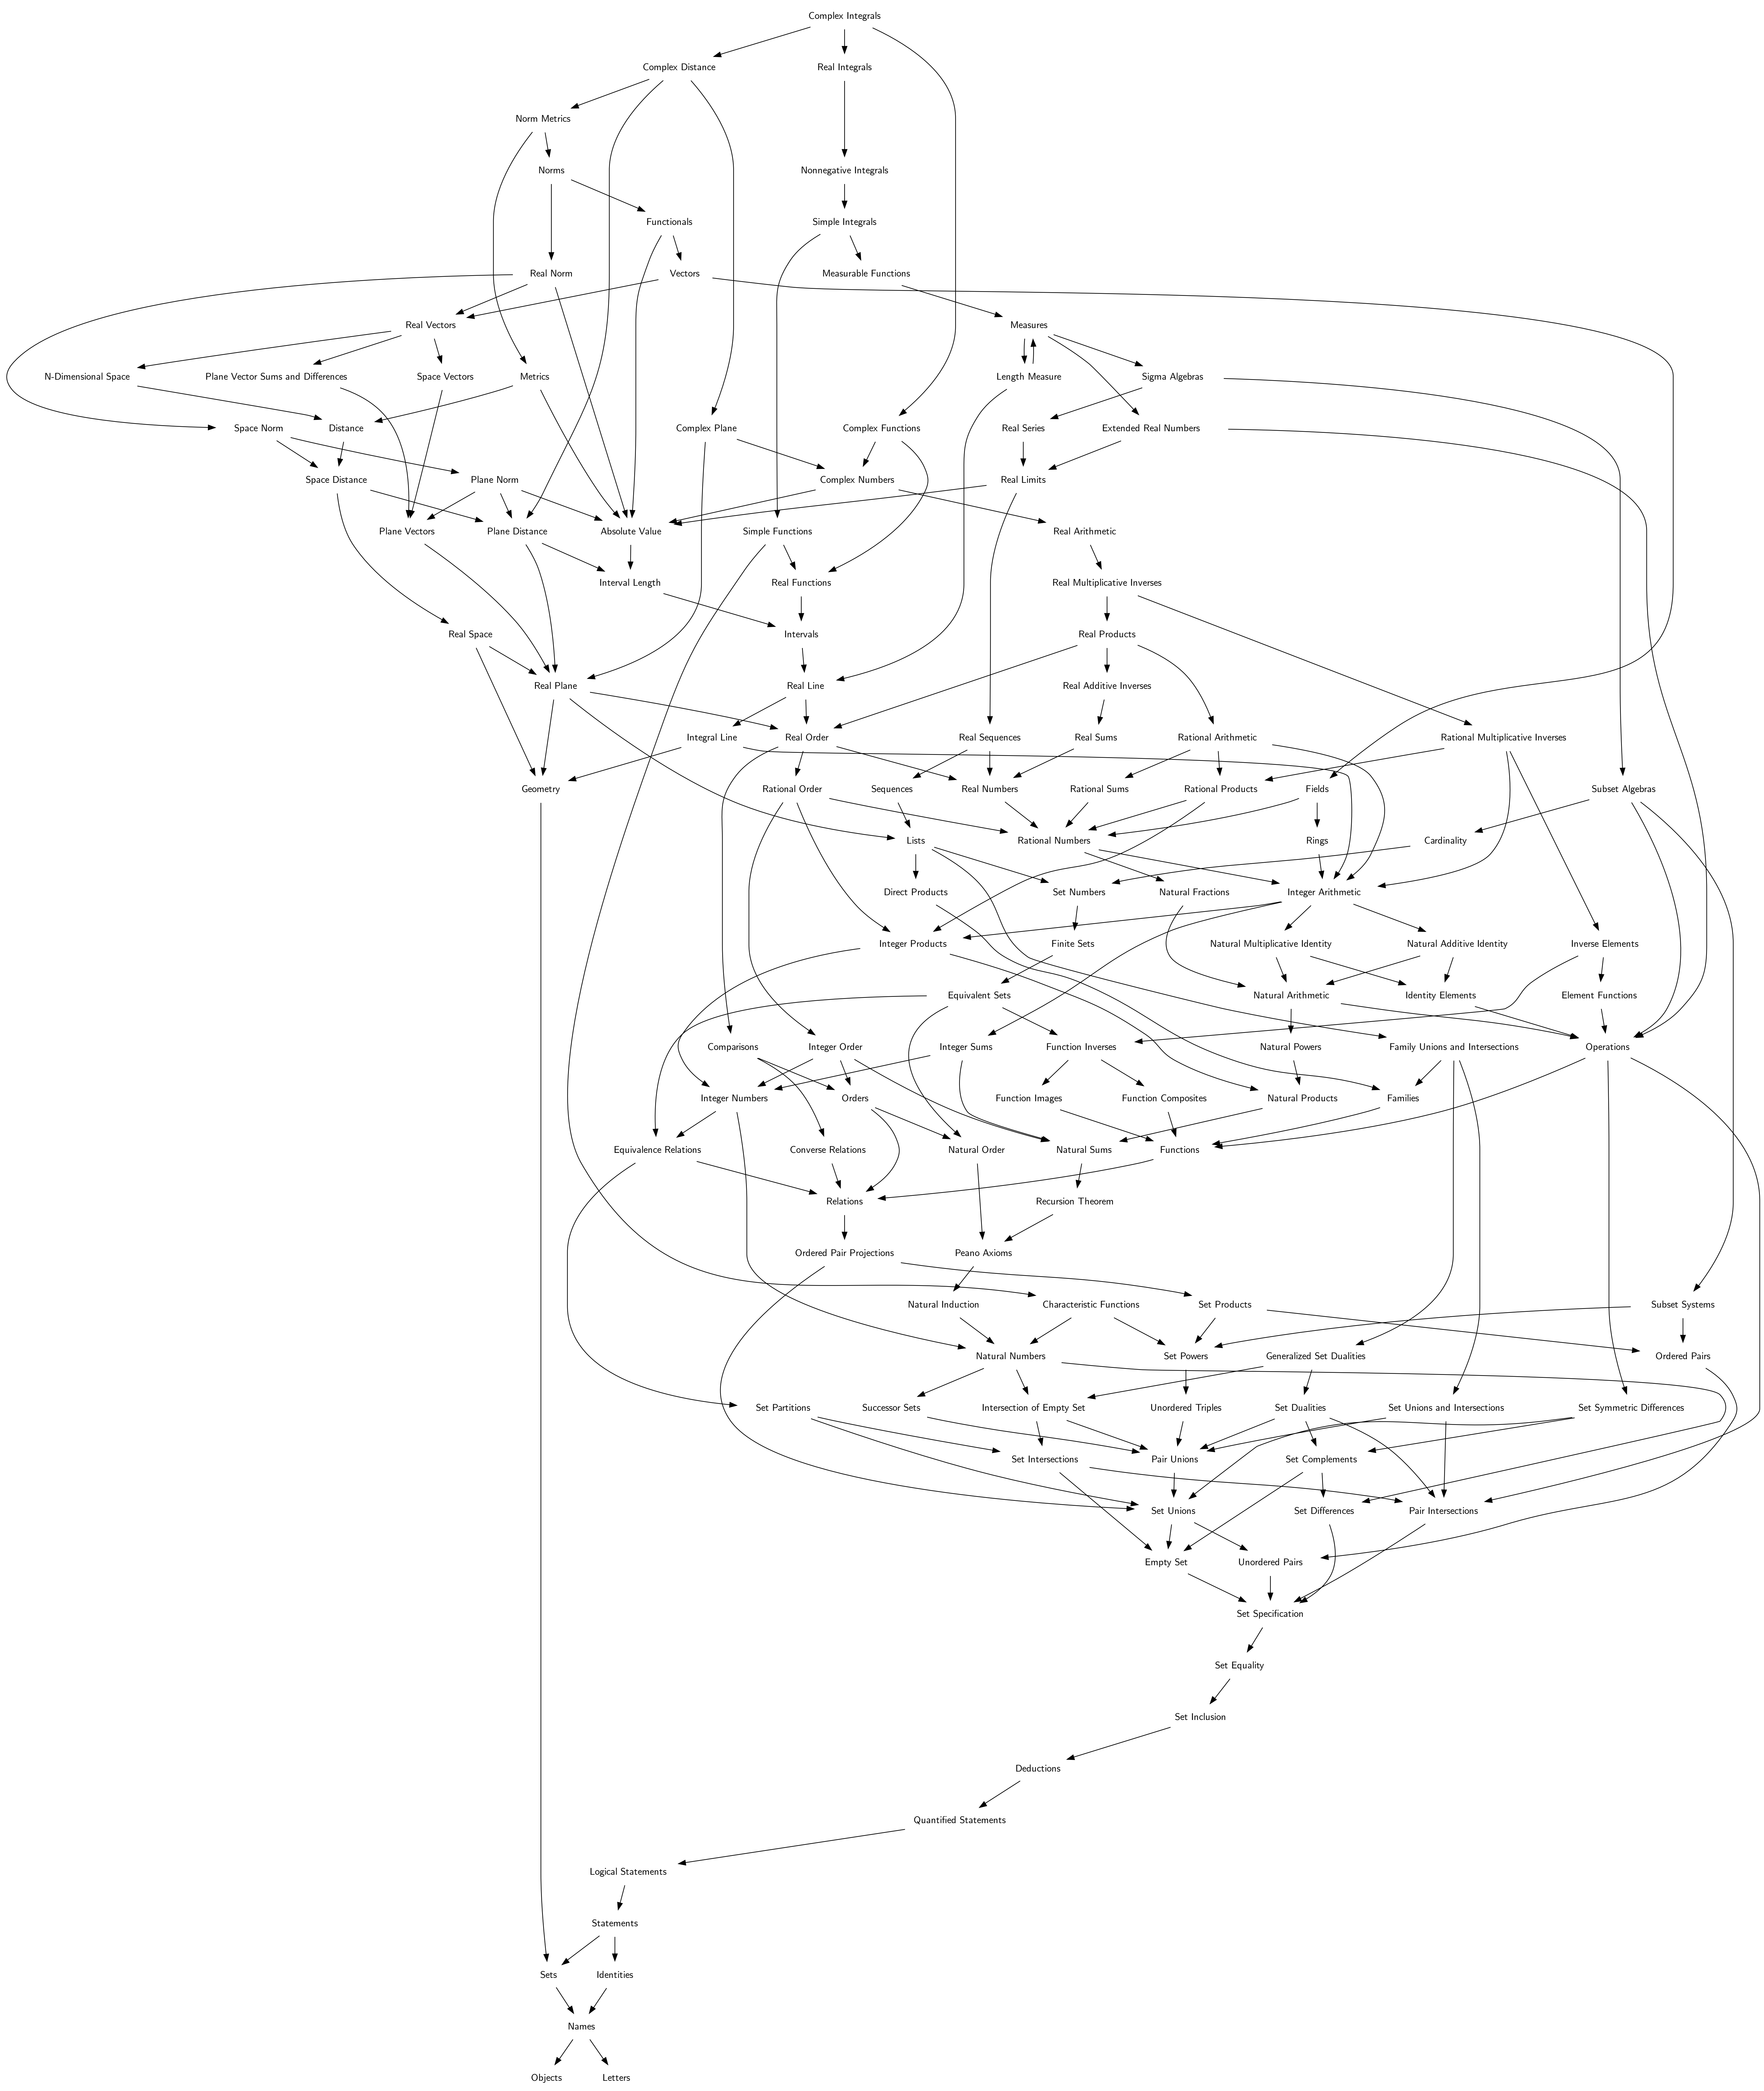 Complex Integrals
Complex Distance
Real Integrals
Norm Metrics
Norms
Nonnegative Integrals
Functionals
Simple Integrals
Real Norm
Vectors
Measurable Functions
Real Vectors
Measures
N-Dimensional Space
Plane Vector Sums and Differences
Space Vectors
Metrics
Length Measure
Sigma Algebras
Space Norm
Distance
Complex Plane
Complex Functions
Real Series
Extended Real Numbers
Space Distance
Plane Norm
Complex Numbers
Real Limits
Plane Vectors
Plane Distance
Absolute Value
Simple Functions
Real Arithmetic
Interval Length
Real Functions
Real Multiplicative Inverses
Real Space
Intervals
Real Products
Real Plane
Real Line
Real Additive Inverses
Integral Line
Real Order
Real Sequences
Real Sums
Rational Arithmetic
Rational Multiplicative Inverses
Geometry
Rational Order
Sequences
Real Numbers
Rational Sums
Rational Products
Fields
Subset Algebras
Lists
Rational Numbers
Rings
Cardinality
Direct Products
Set Numbers
Natural Fractions
Integer Arithmetic
Integer Products
Finite Sets
Natural Multiplicative Identity
Natural Additive Identity
Inverse Elements
Equivalent Sets
Natural Arithmetic
Identity Elements
Element Functions
Comparisons
Integer Order
Integer Sums
Function Inverses
Natural Powers
Family Unions and Intersections
Operations
Integer Numbers
Orders
Function Images
Function Composites
Natural Products
Families
Equivalence Relations
Converse Relations
Natural Order
Natural Sums
Functions
Relations
Recursion Theorem
Ordered Pair Projections
Peano Axioms
Natural Induction
Characteristic Functions
Set Products
Subset Systems
Natural Numbers
Set Powers
Generalized Set Dualities
Ordered Pairs
Set Partitions
Successor Sets
Intersection of Empty Set
Unordered Triples
Set Dualities
Set Unions and Intersections
Set Symmetric Differences
Set Intersections
Pair Unions
Set Complements
Set Unions
Set Differences
Pair Intersections
Empty Set
Unordered Pairs
Set Specification
Set Equality
Set Inclusion
Deductions
Quantified Statements
Logical Statements
Statements
Sets
Identities
Names
Objects
Letters